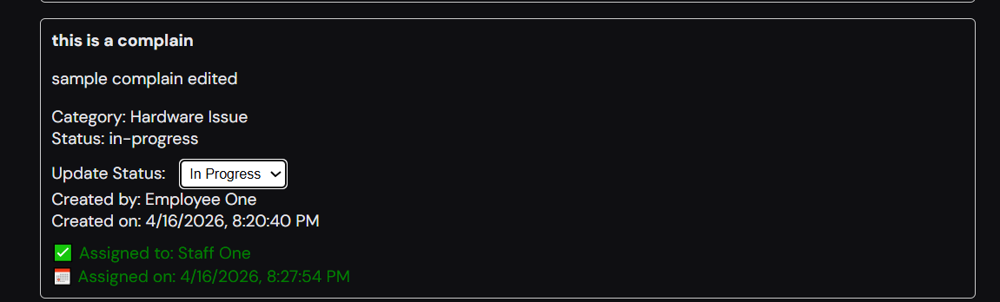 this is a complain
sample complain edited
Category: Hardware Issue
Status: in-progress
Update Status: In Progress
Created by: Employee One
Created on: 4/16/2026, 8:20:40 PM
✅ Assigned to: Staff One
📅 Assigned on: 4/16/2026, 8:27:54 PM